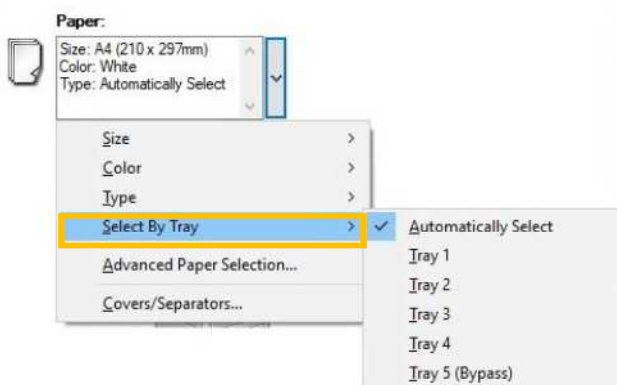 Paper:
Size: A4 (210 x 297mm)
Color: White
Type: Automatically Select
Size
Color
Type
Select By Tray
Advanced Paper Selection...
Covers/Separators...
Automatically Select
Tray 1
Tray 2
Tray 3
Tray 4
Tray 5 (Bypass)